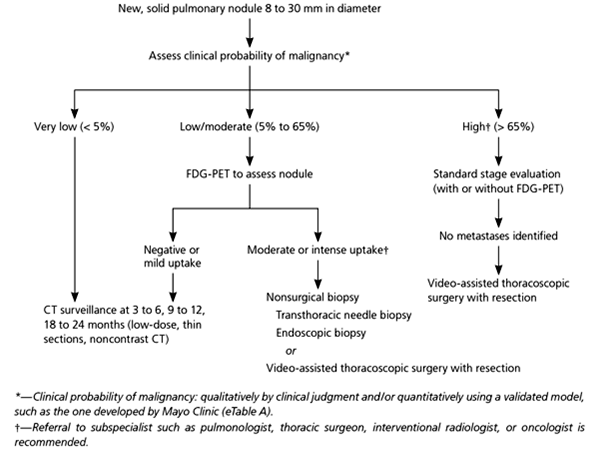 New, solid pulmonary nodule 8 to 30 mm in diameter
Assess clinical probability of malignancy*
Very low (< 5%)
Low/moderate (5% to 65%)
High† (> 65%)
FDG-PET to assess nodule
Standard stage evaluation
(with or without FDG-PET)
Negative or
mild uptake
Moderate or intense uptake†
No metastases identified
Video-assisted thoracoscopic
surgery with resection
CT surveillance at 3 to 6, 9 to 12,
18 to 24 months (low-dose, thin
sections, noncontrast CT)
Nonsurgical biopsy
Transthoracic needle biopsy
Endoscopic biopsy
or
Video-assisted thoracoscopic surgery with resection
*—Clinical probability of malignancy: qualitatively by clinical judgment and/or quantitatively using a validated model,
such as the one developed by Mayo Clinic (eTable A).
†—Referral to subspecialist such as pulmonologist, thoracic surgeon, interventional radiologist, or oncologist is
recommended.